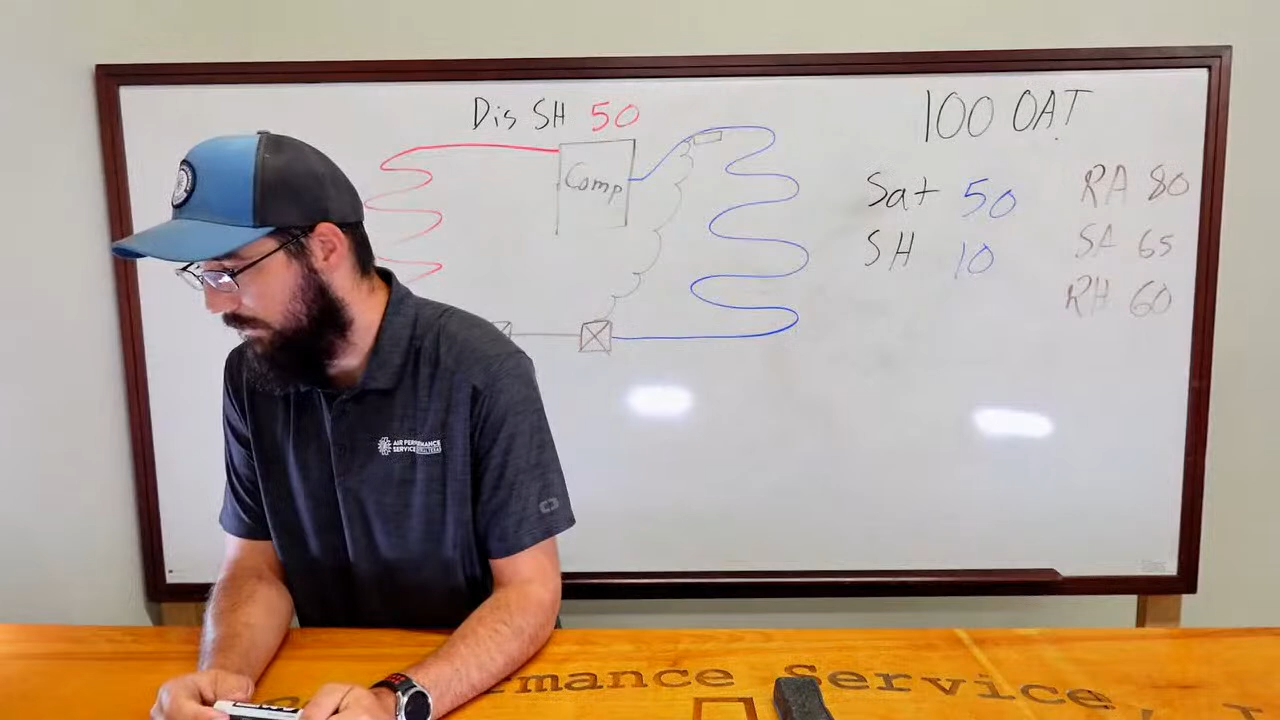 Dis SH 50
Comp
100 OAT
Sat 50
SH 10
RA 80
SA 65
RH 60
AIR PERFORMANCE
SERVICE
mance Service,